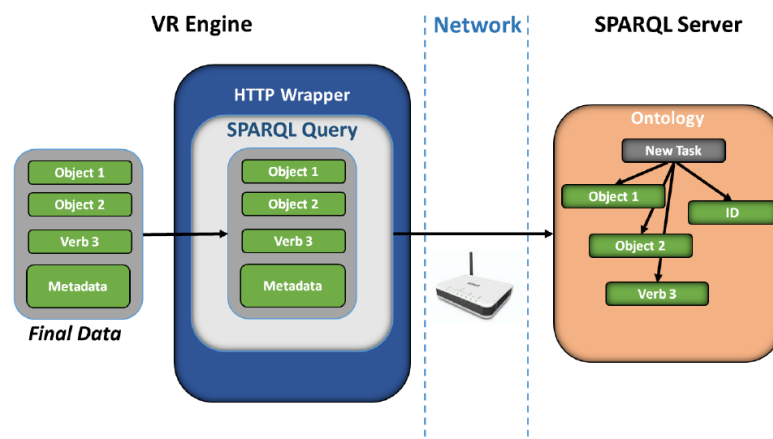 VR Engine
Network
SPARQL Server
HTTP Wrapper
SPARQL Query
Object 1
Object 2
Verb 3
Metadata
Final Data
Object 1
Object 2
Verb 3
Metadata
Ontology
New Task
Object 1
ID
Object 2
Verb 3